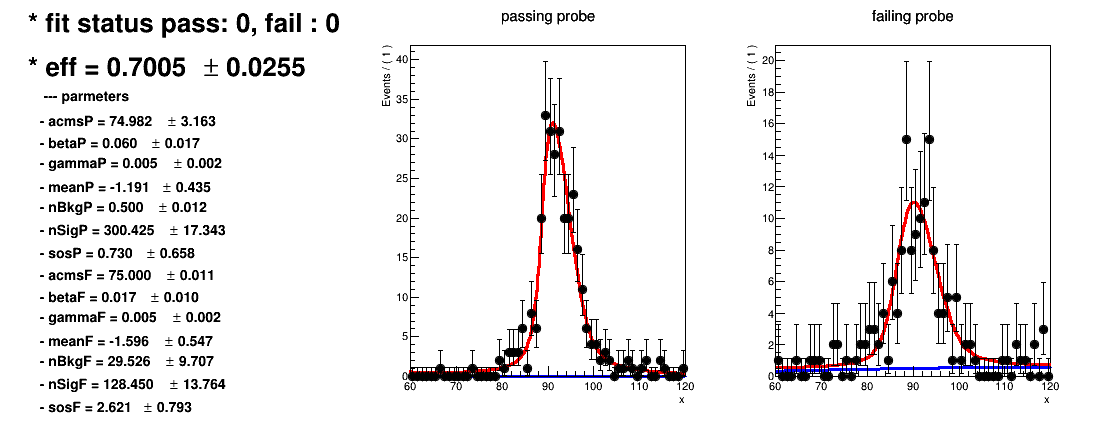 * fit status pass: 0, fail : 0
* eff = 0.7005 ± 0.0255
--- parmeters
- acmsP = 74.982 ± 3.163
- betaP = 0.060 ± 0.017
- gammaP = 0.005 ± 0.002
- meanP = -1.191 ± 0.435
- nBkgP = 0.500 ± 0.012
- nSigP = 300.425 ± 17.343
- sosP = 0.730 ± 0.658
- acmsF = 75.000 ± 0.011
- betaF = 0.017 ± 0.010
- gammaF = 0.005 ± 0.002
- meanF = -1.596 ± 0.547
- nBkgF = 29.526 ± 9.707
- nSigF = 128.450 ± 13.764
- sosF = 2.621 ± 0.793
passing probe
Events / ( 1 )
40
35
30
25
20
15
10
5
0
60 70 80 90 100 110 120
x
failing probe
Events / ( 1 )
20
18
16
14
12
10
8
6
4
2
0
60 70 80 90 100 110 120
x